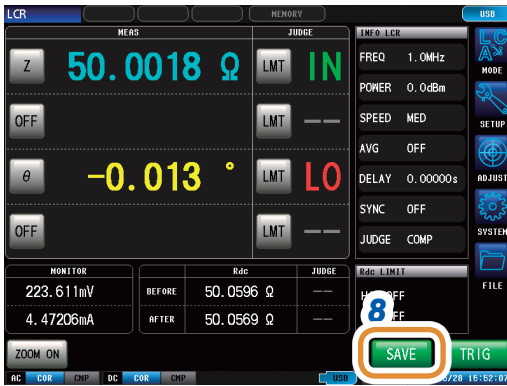 LCR MEMORY USB
MEAS JUDGE INFO LCR
Z 50.0018 Ω LMT IN
FREQ 1.0MHz
MODE
POWER 0.0dBm
OFF LMT ---
SPEED MED
SETUP
AVG OFF
θ -0.013 ° LMT LO
DELAY 0.00000s
ADJUST
SYNC OFF
OFF LMT ---
JUDGE COMP
SYSTEM
MONITOR Rdc JUDGE Rdc LIMIT
FILE
223.611mV BEFORE 50.0596 Ω ---
4.47206mA AFTER 50.0569 Ω ---
8
ZOOM ON SAVE TRIG
AC COR CMP DC COR CMP USB 15:52:07